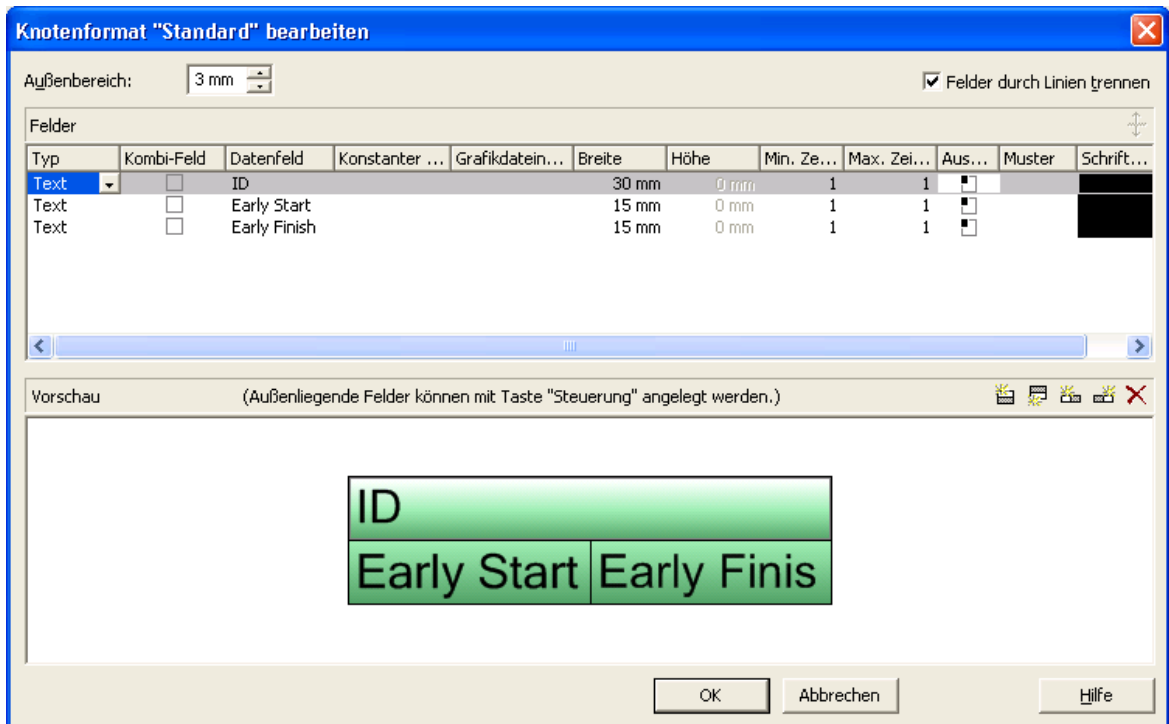 Knotenformat "Standard" bearbeiten
Außenbereich: 3 mm Felder durch Linien trennen
Felder
Typ Kombi-Feld Datenfeld Konstanter ... Grafikdatein... Breite Höhe Min. Ze... Max. Zei... Aus... Muster Schrift...
Text ID 30 mm 0 mm 1 1
Text Early Start 15 mm 0 mm 1 1
Text Early Finish 15 mm 0 mm 1 1
Vorschau (Außenliegende Felder können mit Taste "Steuerung" angelegt werden.)
ID
Early Start Early Finis
OK Abbrechen Hilfe